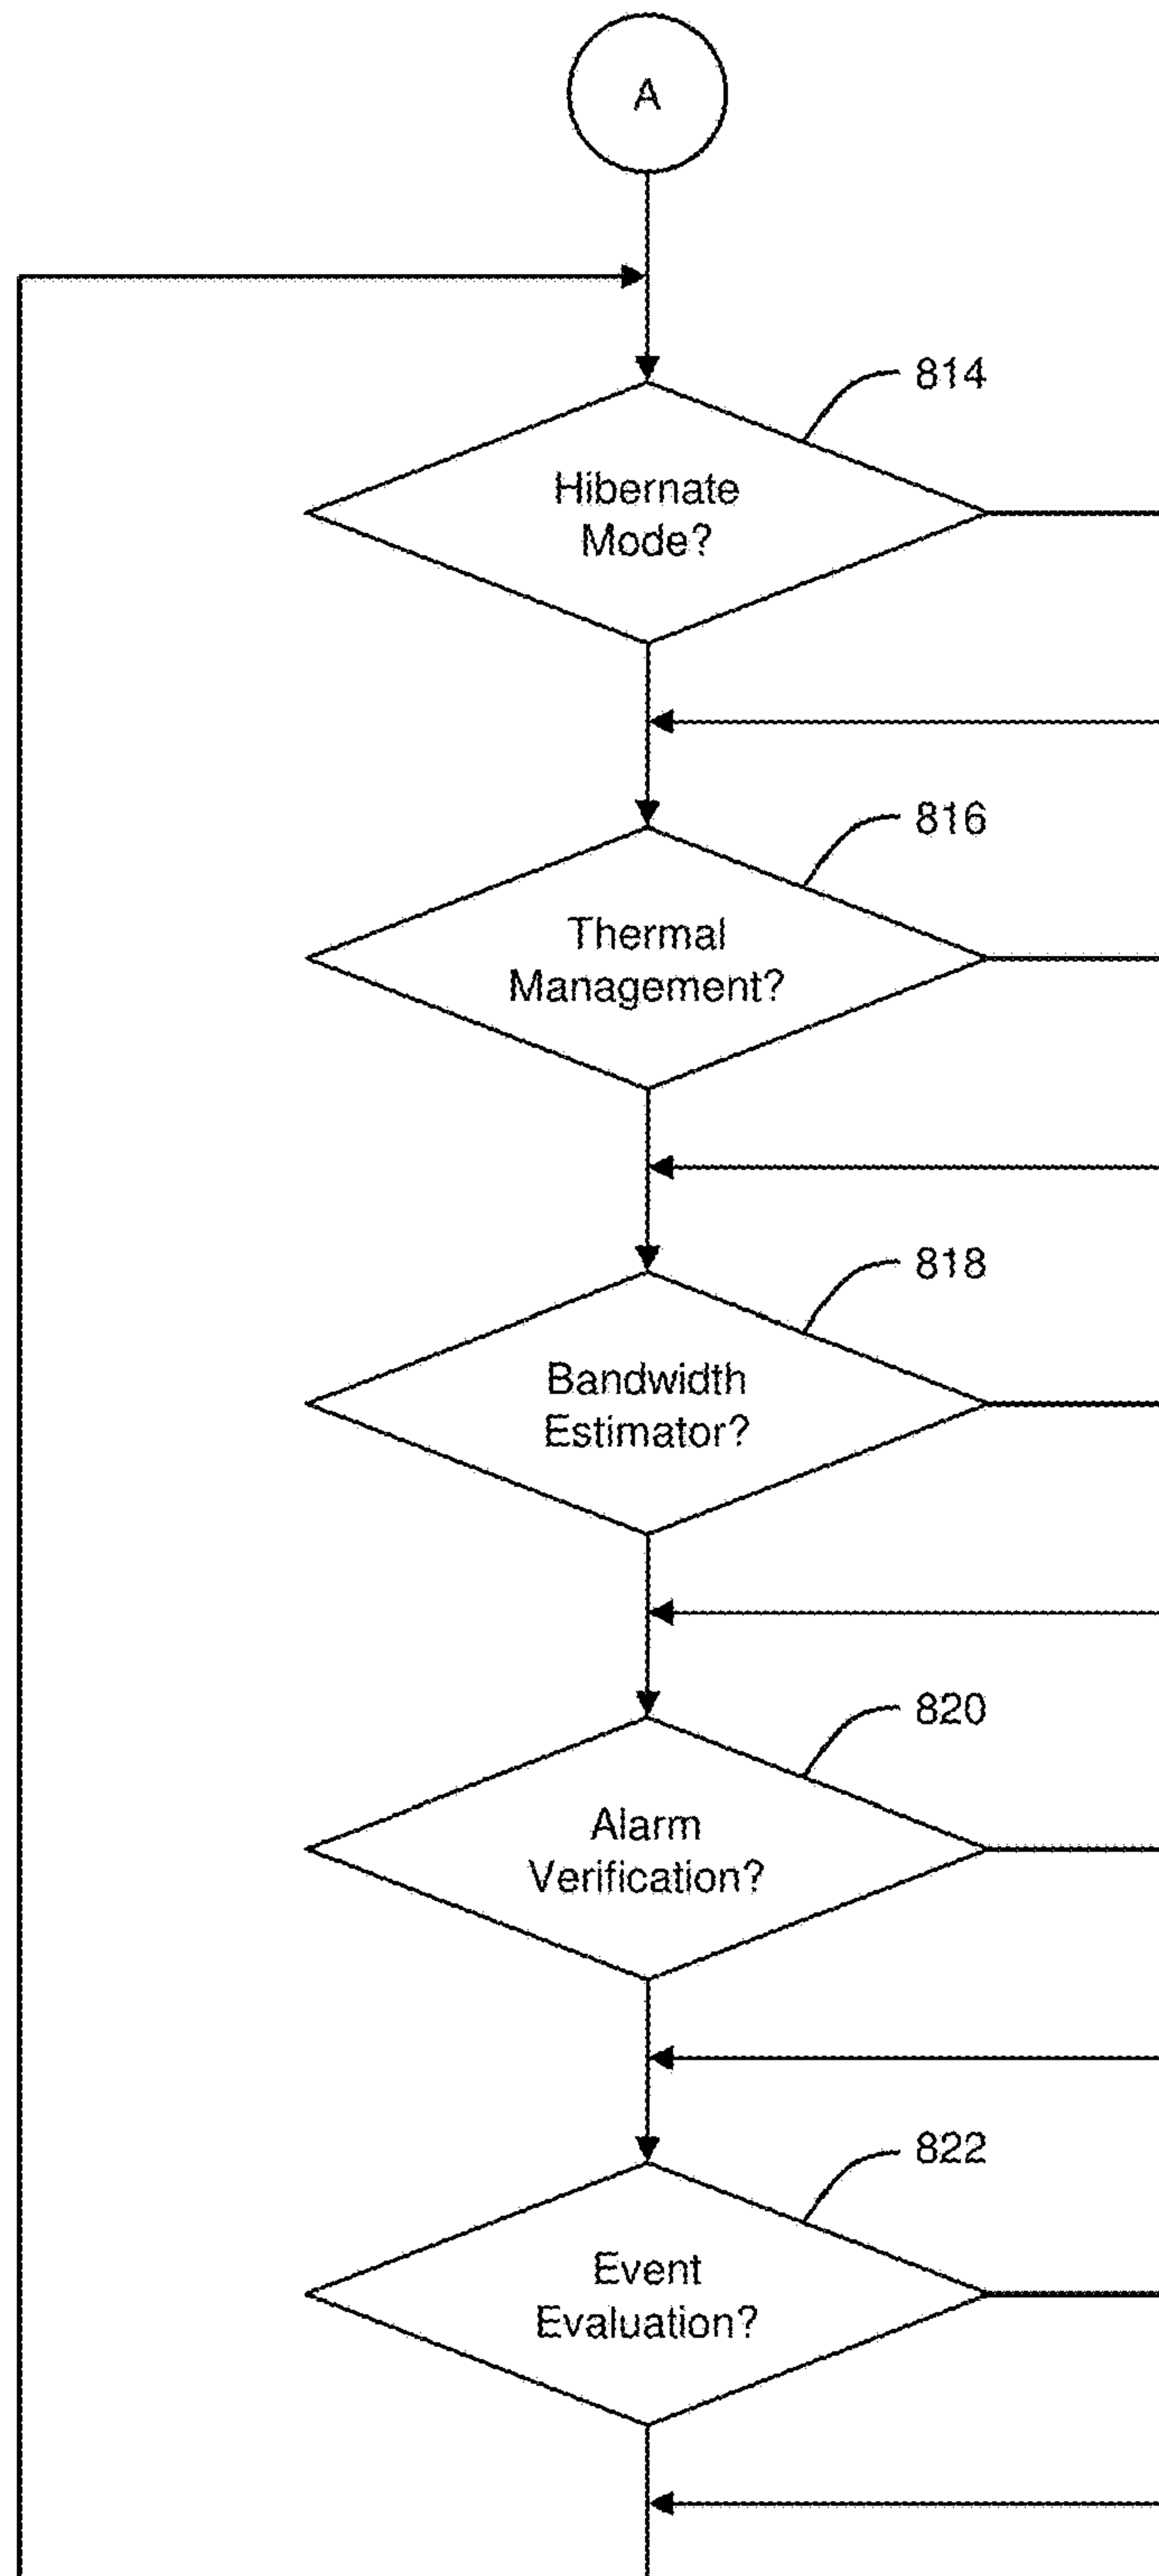 A
814
Hibernate
Mode?
816
Thermal
Management?
818
Bandwidth
Estimator?
820
Alarm
Verification?
822
Event
Evaluation?